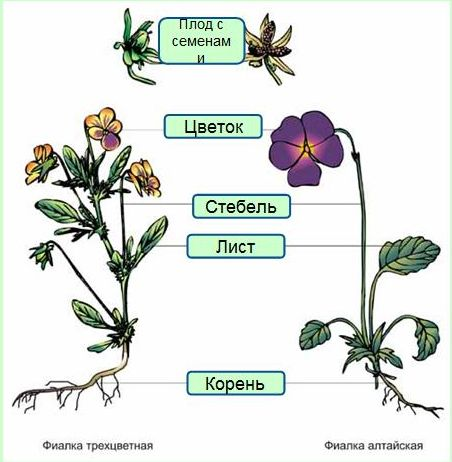 Плод с
семенам
и
Цветок
Стебель
Лист
Корень
Фиалка трехцветная
Фиалка алтайская